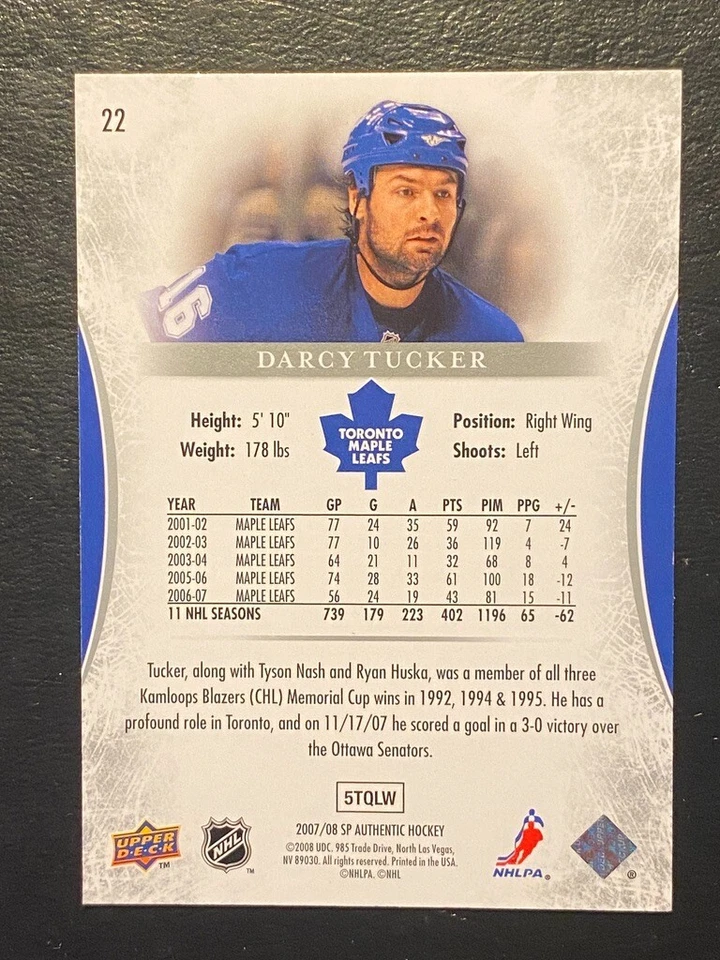 22
16
DARCY TUCKER
Height: 5' 10" Position: Right Wing
Weight: 178 lbs Shoots: Left
TORONTO
MAPLE
LEAFS
YEAR TEAM GP G A PTS PIM PPG +/-
2001-02 MAPLE LEAFS 77 24 35 59 92 7 24
2002-03 MAPLE LEAFS 77 10 26 36 119 4 -7
2003-04 MAPLE LEAFS 64 21 11 32 68 8 4
2005-06 MAPLE LEAFS 74 28 33 61 100 18 -12
2006-07 MAPLE LEAFS 56 24 19 43 81 15 -11
11 NHL SEASONS 739 179 223 402 1196 65 -62
Tucker, along with Tyson Nash and Ryan Huska, was a member of all three
Kamloops Blazers (CHL) Memorial Cup wins in 1992, 1994 & 1995. He has a
profound role in Toronto, and on 11/17/07 he scored a goal in a 3-0 victory over
the Ottawa Senators.
5TQLW
2007/08 SP AUTHENTIC HOCKEY
©2008 UDC. 985 Trade Drive, North Las Vegas,
NV 89030. All rights reserved. Printed in the USA.
©NHLPA. ©NHL
UPPER
D·E·C·K
TM
NHL
TM
NHLPA®
®